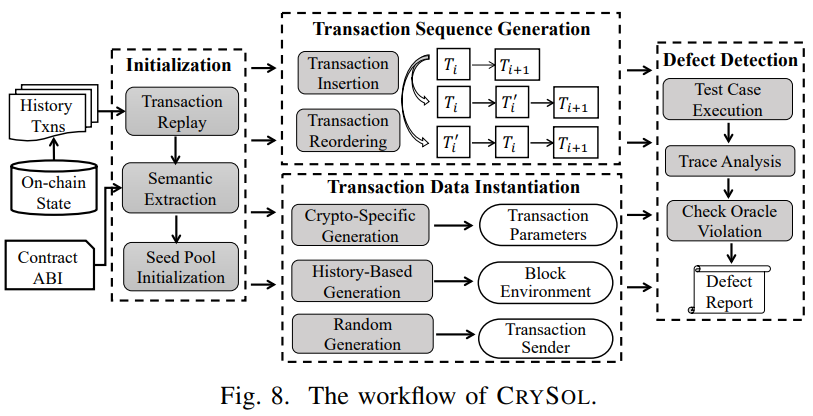 History
Txns
On-chain
State
Contract
ABI
Initialization
Transaction
Replay
Semantic
Extraction
Seed Pool
Initialization
Transaction Sequence Generation
Transaction
Insertion
Transaction
Reordering
T_i
T_{i+1}
T_i
T_i'
T_{i+1}
T_i'
T_i
T_{i+1}
Transaction Data Instantiation
Crypto-Specific
Generation
Transaction
Parameters
History-Based
Generation
Block
Environment
Random
Generation
Transaction
Sender
Defect Detection
Test Case
Execution
Trace Analysis
Check Oracle
Violation
Defect
Report
Fig. 8. The workflow of CRYSOL.